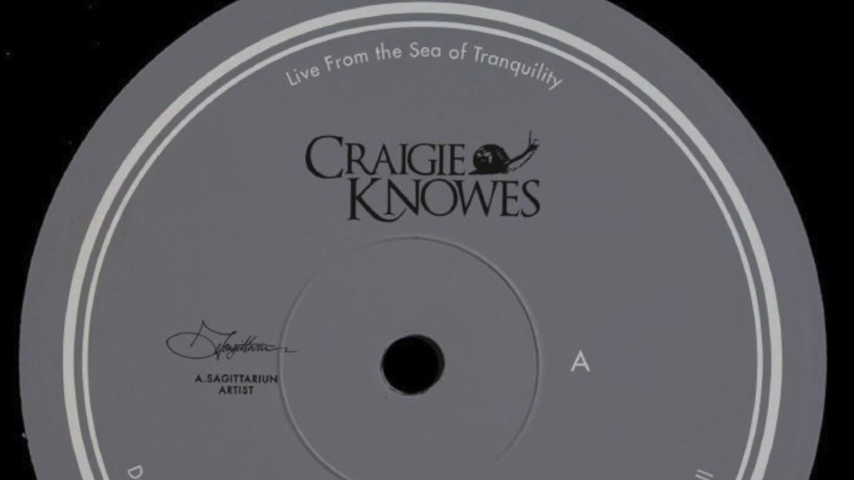 Live From the Sea of Tranquility
CRAIGIE
KNOWES
A.SAGITTARIUN
ARTIST
A